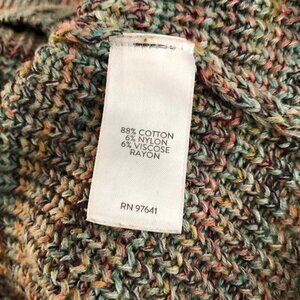 88% COTTON
6% NYLON
6% VISCOSE
RAYON
RN 97641